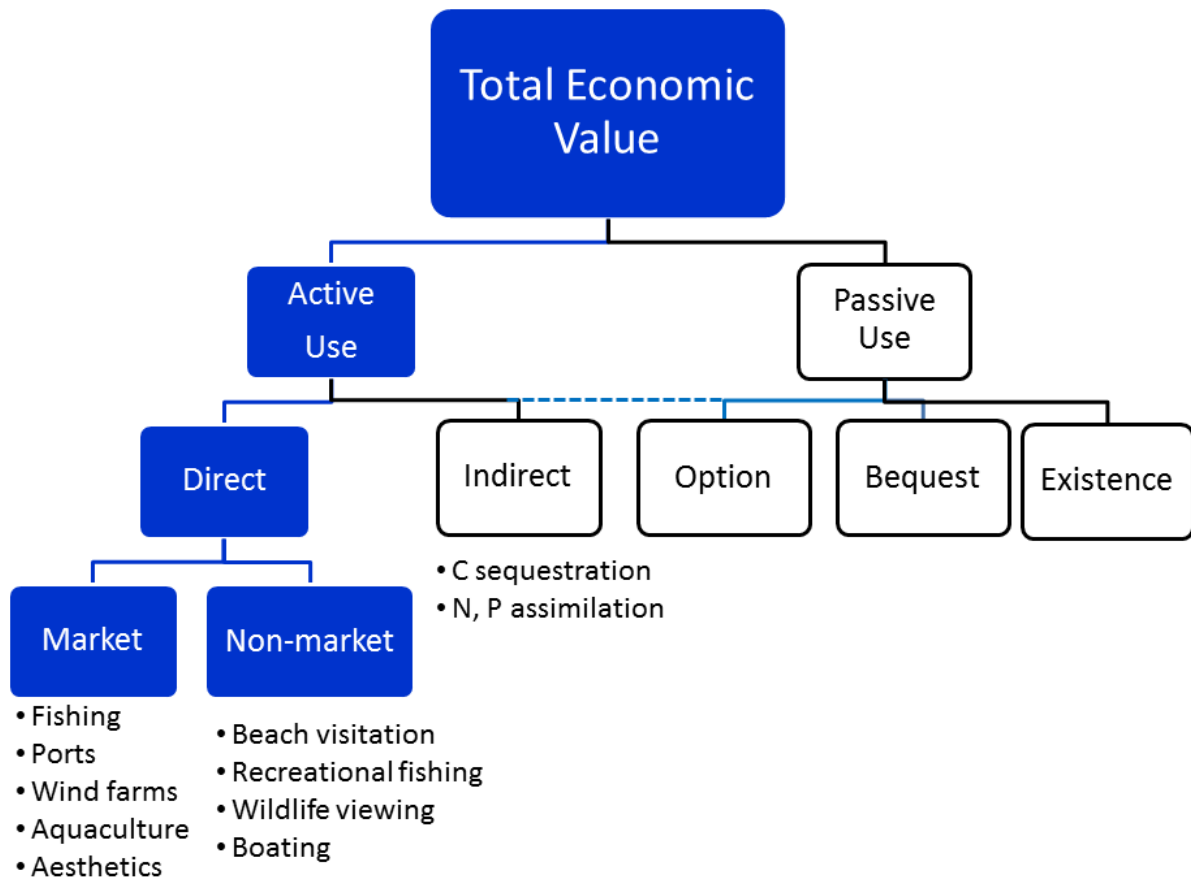 Total Economic
Value
Active
Use
Passive
Use
Direct
Indirect
Option
Bequest
Existence
• C sequestration
• N, P assimilation
Market
Non-market
• Fishing
• Ports
• Wind farms
• Aquaculture
• Aesthetics
• Beach visitation
• Recreational fishing
• Wildlife viewing
• Boating